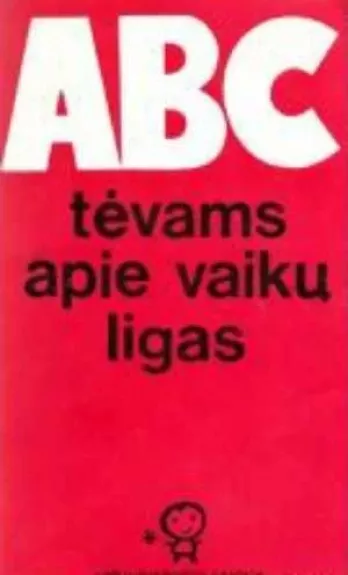 ABC
tėvams
apie vaikų
ligas